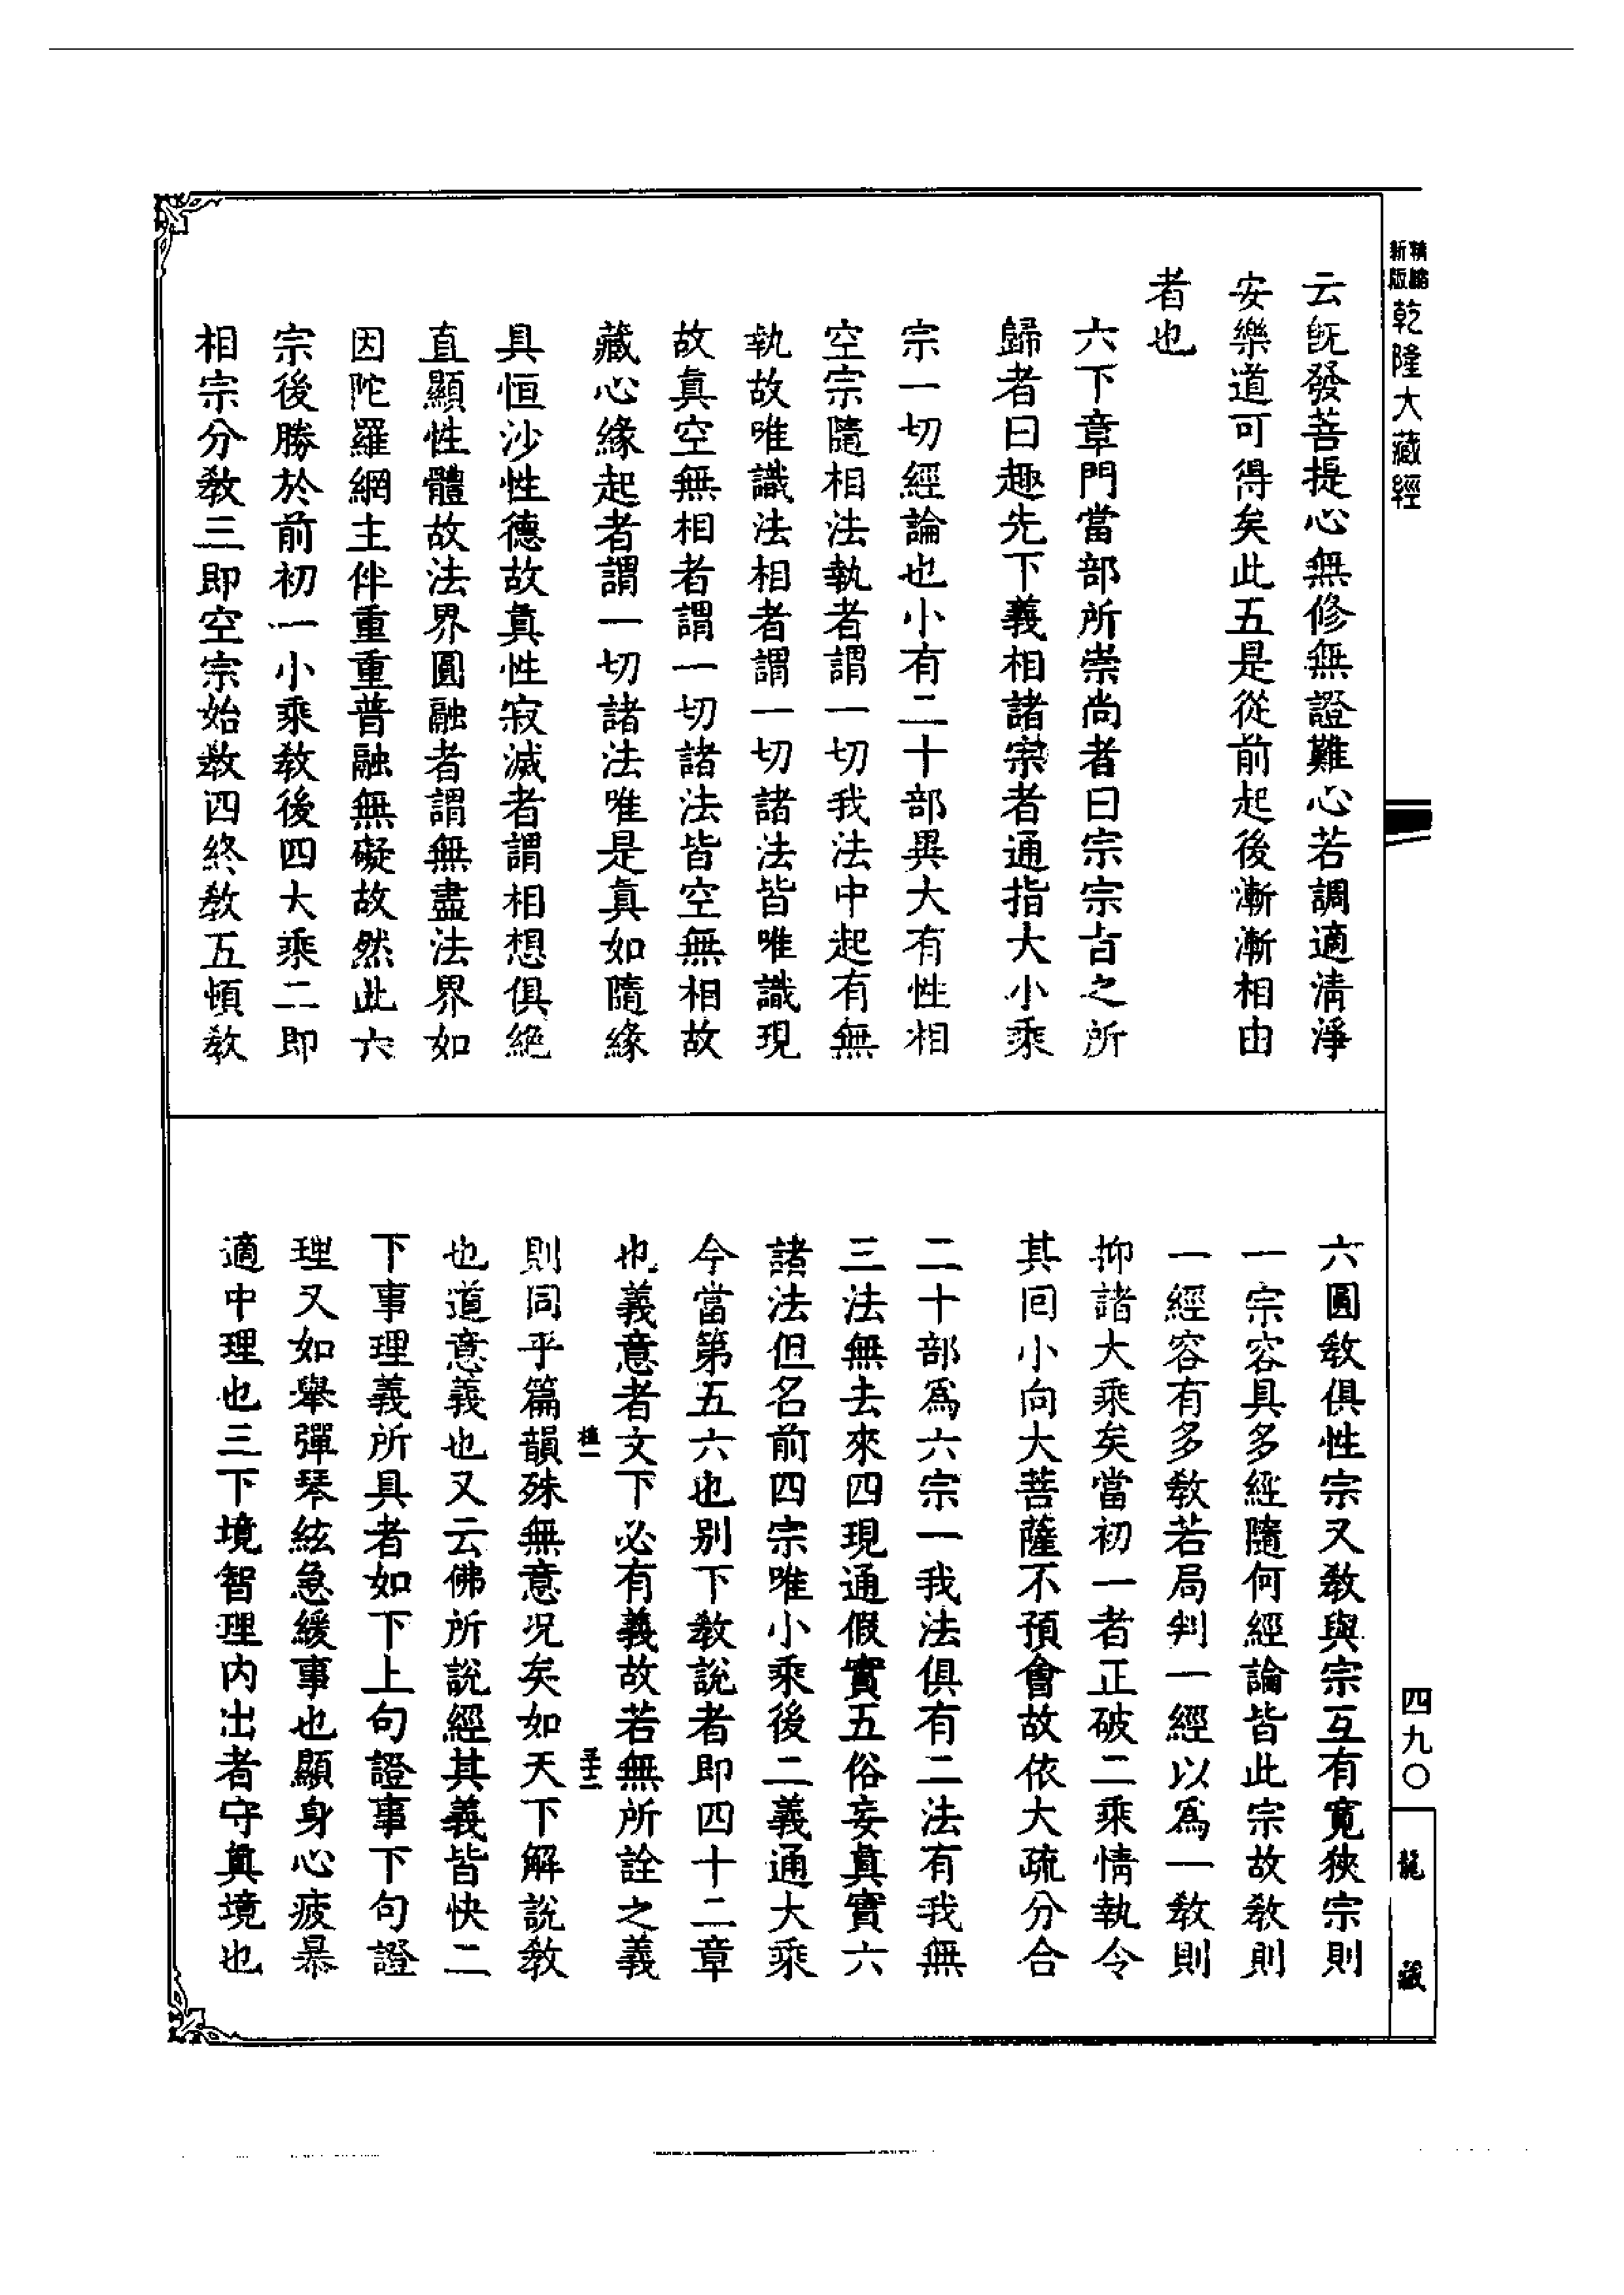 精縮新版乾隆大藏經
云旣發菩提心無修無證難心若調適清淨
安樂道可得矣此五是從前起後漸漸相由
者也
六下章門當部所崇尚者曰宗宗占之所
歸者曰趣先下義相諸宗者通指大小乘
宗一切經論也小有二十部異大有性相
空宗隨相法執者謂一切我法中起有無
執故唯識法相者謂一切諸法皆唯識現
故眞空無相者謂一切諸法皆空無相故
藏心緣起者謂一切諸法唯是眞如隨緣
具恒沙性德故眞性寂滅者謂相想俱絕
直顯性體故法界圓融者謂無盡法界如
因陀羅網主伴重重普融無礙故然此六
宗後勝於前初一小乘教後四大乘二即
相宗分教三即空宗始教四終教五頓教
六圓教俱性宗又教與宗互有寬狹宗則
一宗容具多經隨何經論皆此宗故教則
一經容有多教若局判一經以爲一教則
抑諸大乘矣當初一者正破二乘情執令
其回小向大菩薩不預會故依大疏分合
二十部爲六宗一我法俱有二法有我無
三法無去來四現通假實五俗妄眞實六
諸法但名前四宗唯小乘後二義通大乘
今當第五六也別下教說者即四十二章
也義意者文下必有義故若無所詮之義
則同乎篇韻殊無意況矣如天下解說教
也道意義也又云佛所說經其義皆快二
下事理義所具者如下上句證事下句證
理又如舉彈琴絃急緩事也顯身心疲暴
適中理也三下境智理内出者守眞境也
四九〇
龍藏